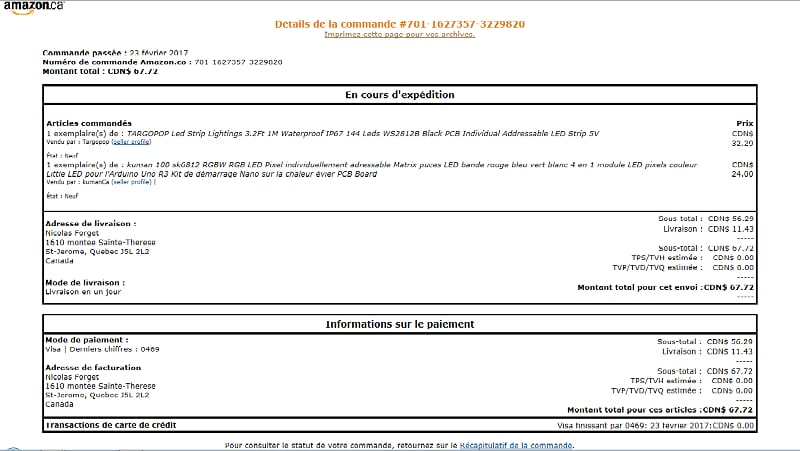 amazon.ca
Détails de la commande #701-1627357-3229820
Imprimez cette page pour vos archives.
Commande passée : 23 février 2017
Numéro de commande Amazon.ca : 701-1627357-3229820
Montant total : CDN$ 67.72
En cours d'expédition
Articles commandés Prix
1 exemplaire(s) de : TARGOPOP Led Strip Lightings 3.2Ft 1M Waterproof IP67 144 Leds WS2812B Black PCB Individual Addressable LED Strip 5V CDN$
Vendu par : Targopop (seller profile) 32,29
État : Neuf
1 exemplaire(s) de : kuman 100 sk6812 RGBW RGB LED Pixel individuellement adressable Matrix puces LED bande rouge bleu vert blanc 4 en 1 module LED pixels couleur CDN$
Little LED pour l'Arduino Uno R3 Kit de démarrage Nano sur la chaleur évier PCB Board 24,00
Vendu par : kumanCa (seller profile) |
État : Neuf
Adresse de livraison :
Nicolas Forget
1610 montee Sainte-Therese
St-Jerome, Quebec J5L 2L2
Canada
Mode de livraison :
Livraison en un jour
Sous total : CDN$ 56.29
Livraison : CDN$ 11.43
-----
Sous-total : CDN$ 67.72
TPS/TVH estimée : CDN$ 0.00
TVP/TVD/TVQ estimée : CDN$ 0.00
-----
Montant total pour cet envoi :CDN$ 67.72
-----
Informations sur le paiement
Mode de paiement :
Visa | Derniers chiffres : 0469
Adresse de facturation
Nicolas Forget
1610 montee Sainte-Therese
St-Jerome, Quebec J5L 2L2
Canada
Sous-total : CDN$ 56.29
Livraison : CDN$ 11.43
-----
Sous-total : CDN$ 67.72
TPS/TVH estimée : CDN$ 0.00
TVP/TVD/TVQ estimée : CDN$ 0.00
-----
Montant total pour ces articles :CDN$ 67.72
Transactions de carte de crédit Visa finissant par 0469: 23 février 2017:CDN$ 0.00
Pour consulter le statut de votre commande, retournez sur le Récapitulatif de la commande.